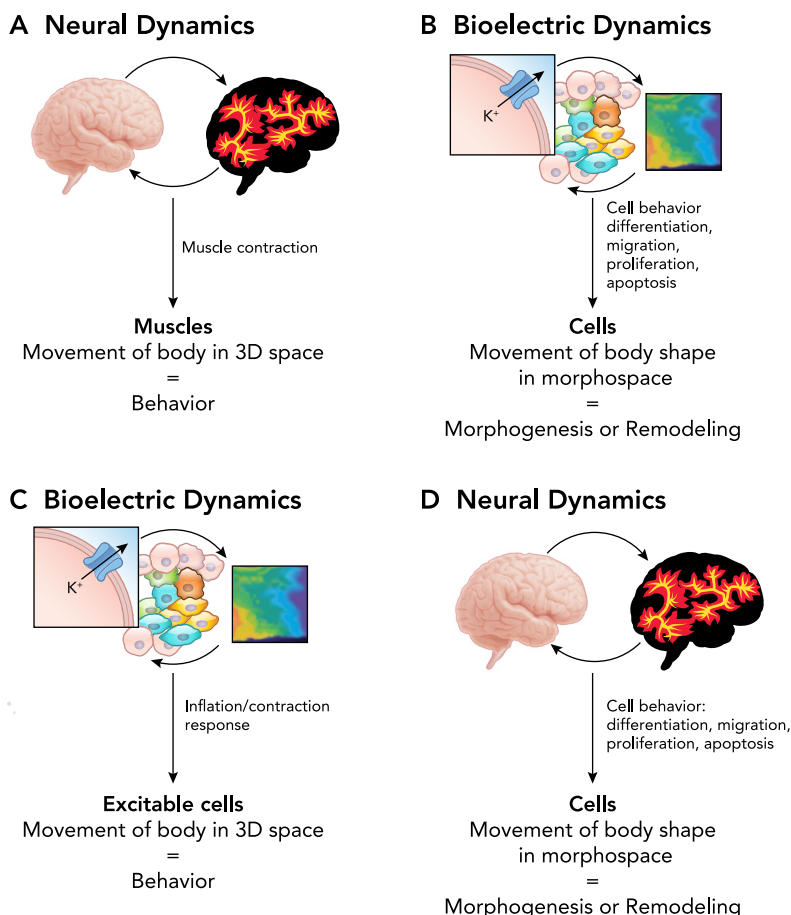 A Neural Dynamics
Muscle contraction
Muscles
Movement of body in 3D space
=
Behavior
B Bioelectric Dynamics
K+
Cell behavior
differentiation,
migration,
proliferation,
apoptosis
Cells
Movement of body shape
in morphospace
=
Morphogenesis or Remodeling
C Bioelectric Dynamics
K+
Inflation/contraction
response
Excitable cells
Movement of body in 3D space
=
Behavior
D Neural Dynamics
Cell behavior:
differentiation, migration,
proliferation, apoptosis
Cells
Movement of body shape
in morphospace
=
Morphogenesis or Remodeling